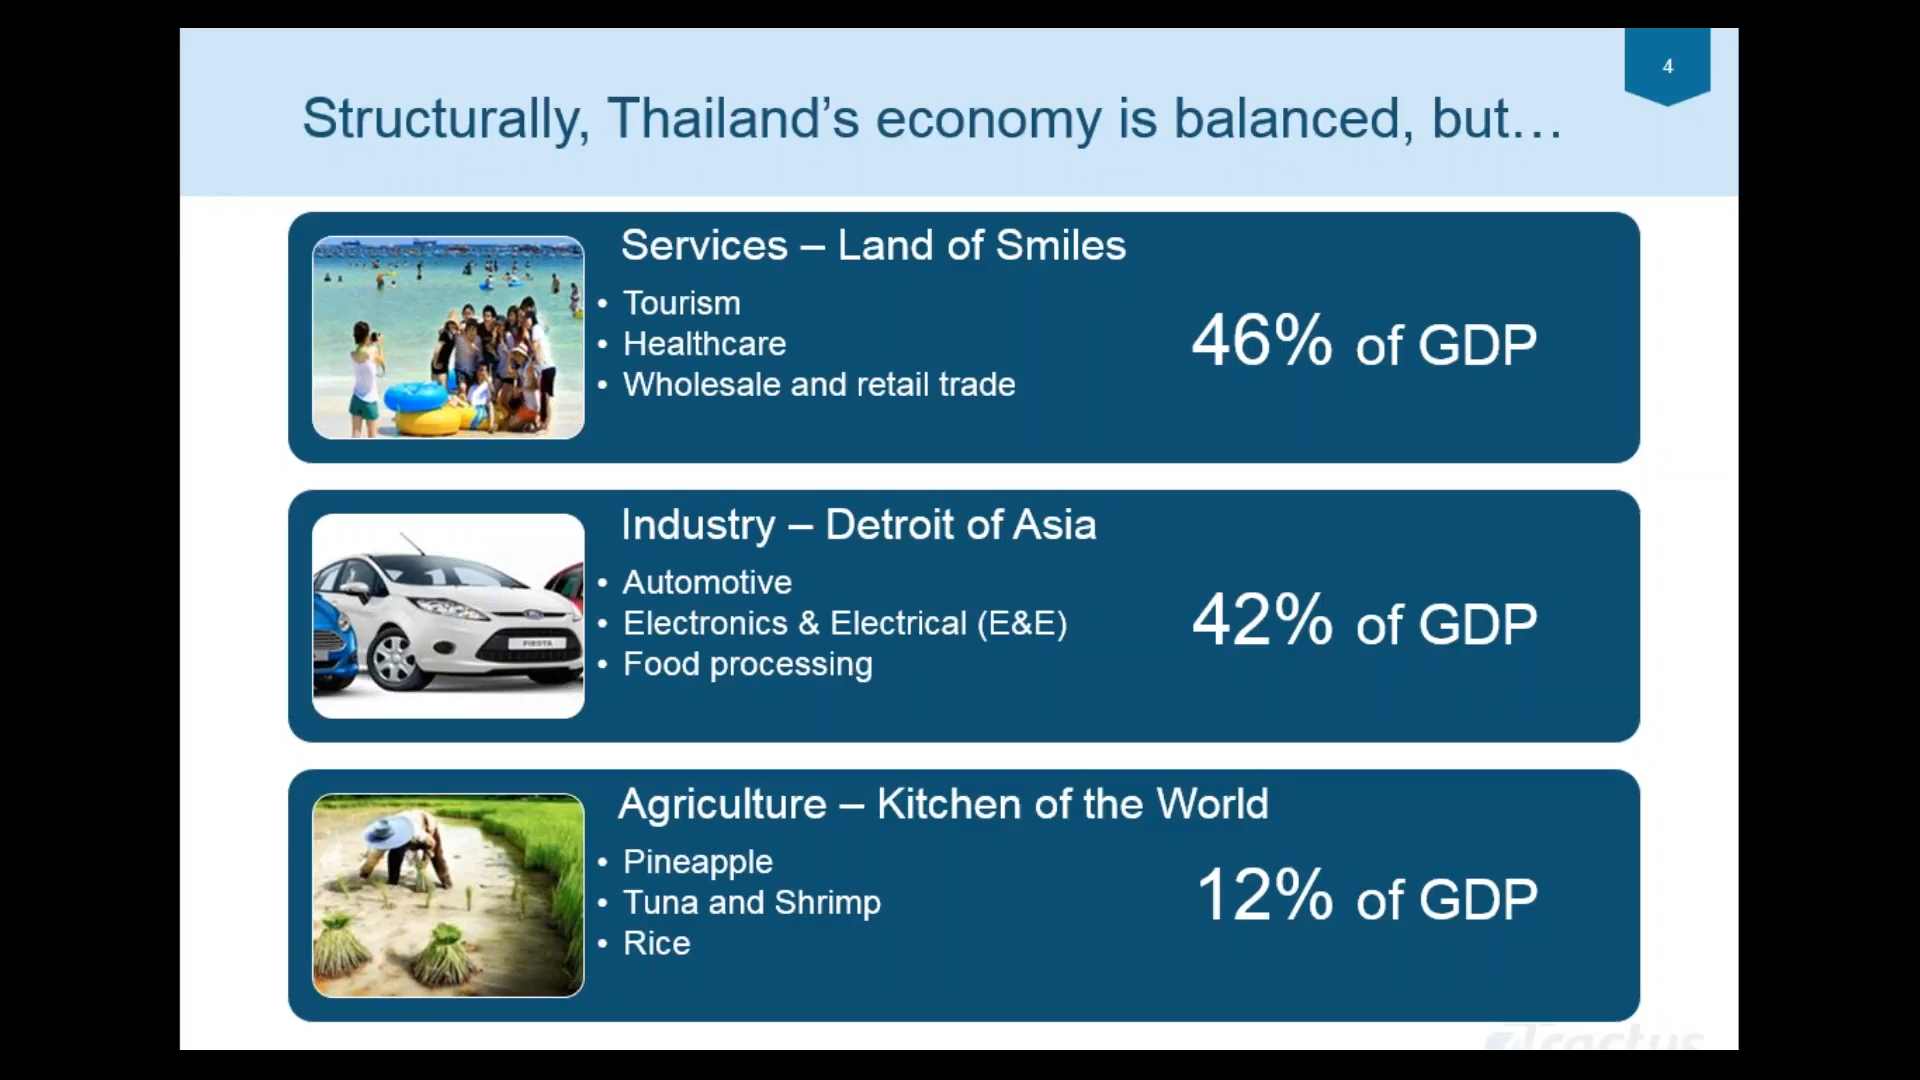 4
Structurally, Thailand’s economy is balanced, but…
Services – Land of Smiles
• Tourism
• Healthcare
• Wholesale and retail trade
46% of GDP
Industry – Detroit of Asia
• Automotive
• Electronics & Electrical (E&E)
• Food processing
42% of GDP
FIESTA
Agriculture – Kitchen of the World
• Pineapple
• Tuna and Shrimp
• Rice
12% of GDP
Tractus